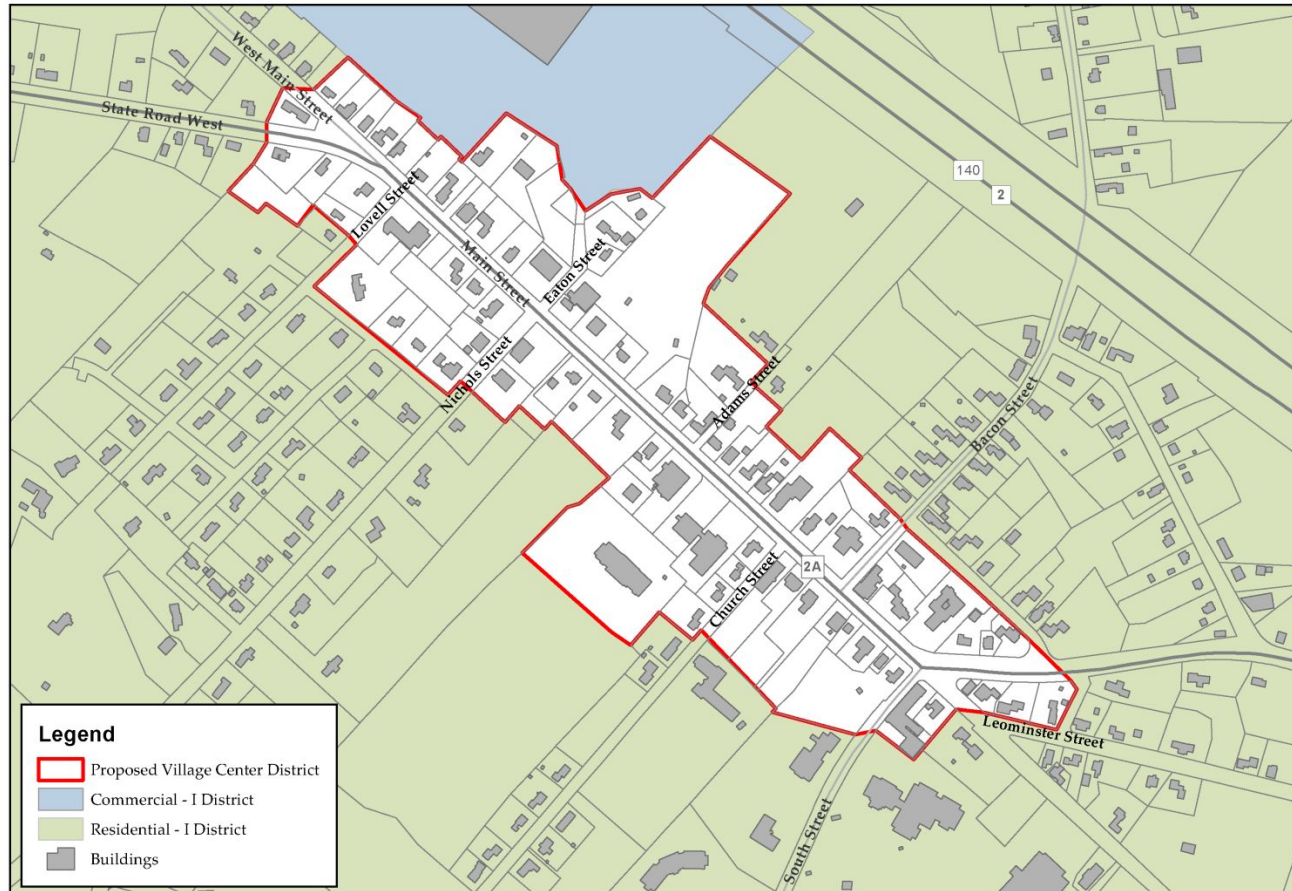 West Main Street
State Road West
140
2
Lovell Street
Main Street
Eaton Street
Nichols Street
Adams Street
Bacon Street
2A
Church Street
Leominster Street
South Street
Legend
Proposed Village Center District
Commercial - I District
Residential - I District
Buildings